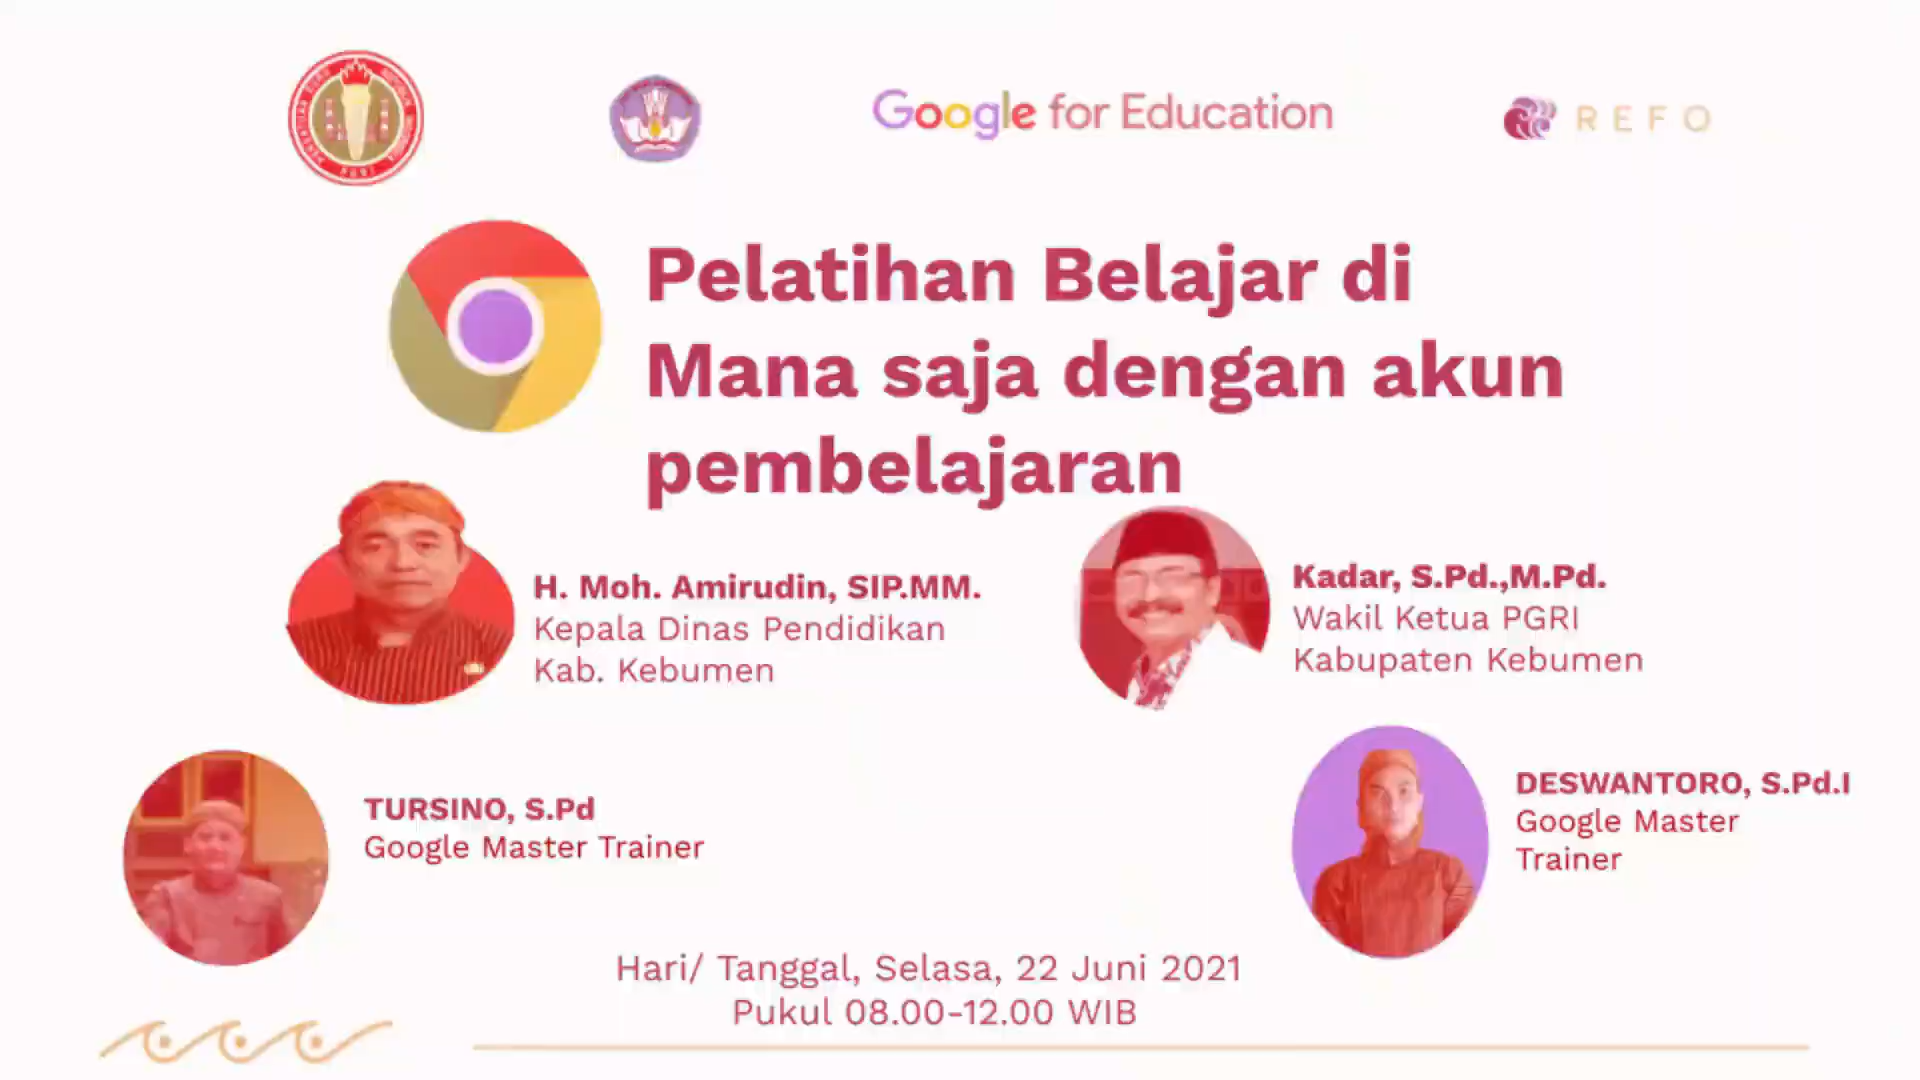 Google for Education
REFO
Pelatihan Belajar di
Mana saja dengan akun
pembelajaran
H. Moh. Amirudin, SIP.MM.
Kepala Dinas Pendidikan
Kab. Kebumen
Kadar, S.Pd.,M.Pd.
Wakil Ketua PGRI
Kabupaten Kebumen
TURSINO, S.Pd
Google Master Trainer
DESWANTORO, S.Pd.I
Google Master
Trainer
Hari/ Tanggal, Selasa, 22 Juni 2021
Pukul 08.00-12.00 WIB